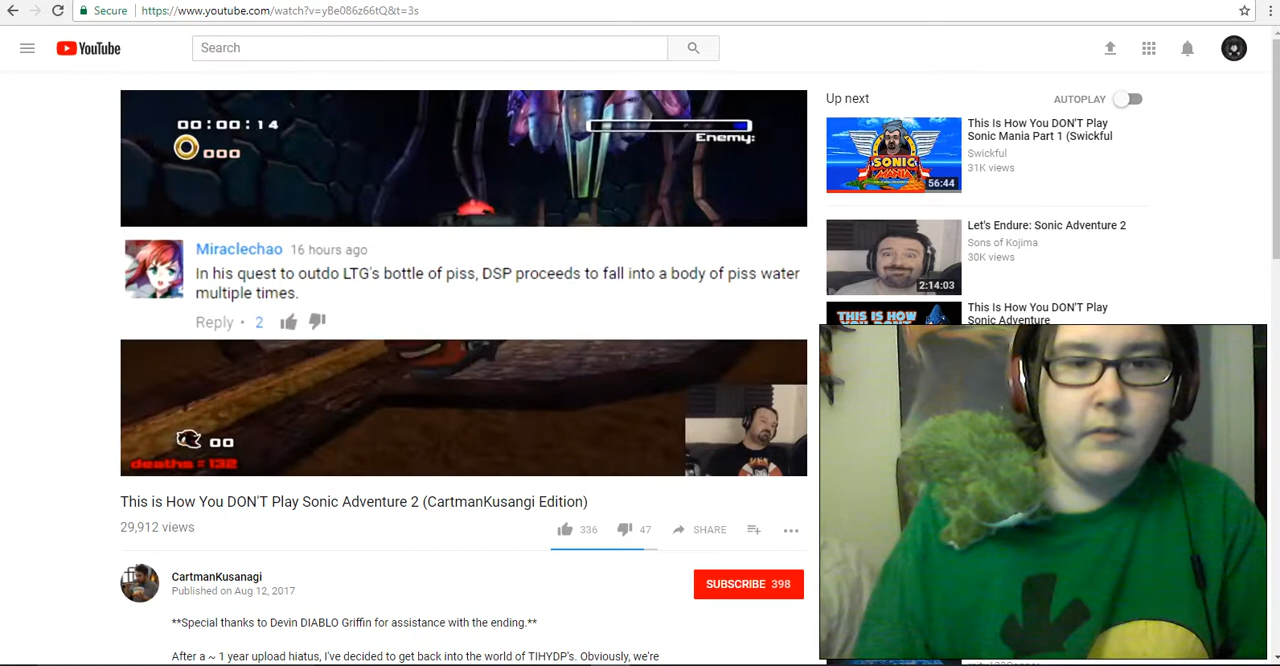 Secure https://www.youtube.com/watch?v=yBe086z66tQ&t=3s
YouTube
Search
00:00:14
000
Enemy:
Miraclechao 16 hours ago
In his quest to outdo LTG's bottle of piss, DSP proceeds to fall into a body of piss water
multiple times.
Reply • 2
00
deaths = 132
This is How You DON'T Play Sonic Adventure 2 (CartmanKusangi Edition)
29,912 views
336 47 SHARE
CartmanKusanagi
Published on Aug 12, 2017
SUBSCRIBE 398
**Special thanks to Devin DIABLO Griffin for assistance with the ending.**
After a ~ 1 year upload hiatus, I've decided to get back into the world of TIHYDP's. Obviously, we're
Up next
AUTOPLAY
SONIC
MANIA
56:44
This Is How You DON'T Play
Sonic Mania Part 1 (Swickful
Swickful
31K views
2:14:03
Let's Endure: Sonic Adventure 2
Sons of Kojima
30K views
THIS IS HOW
This Is How You DON'T Play
Sonic Adventure